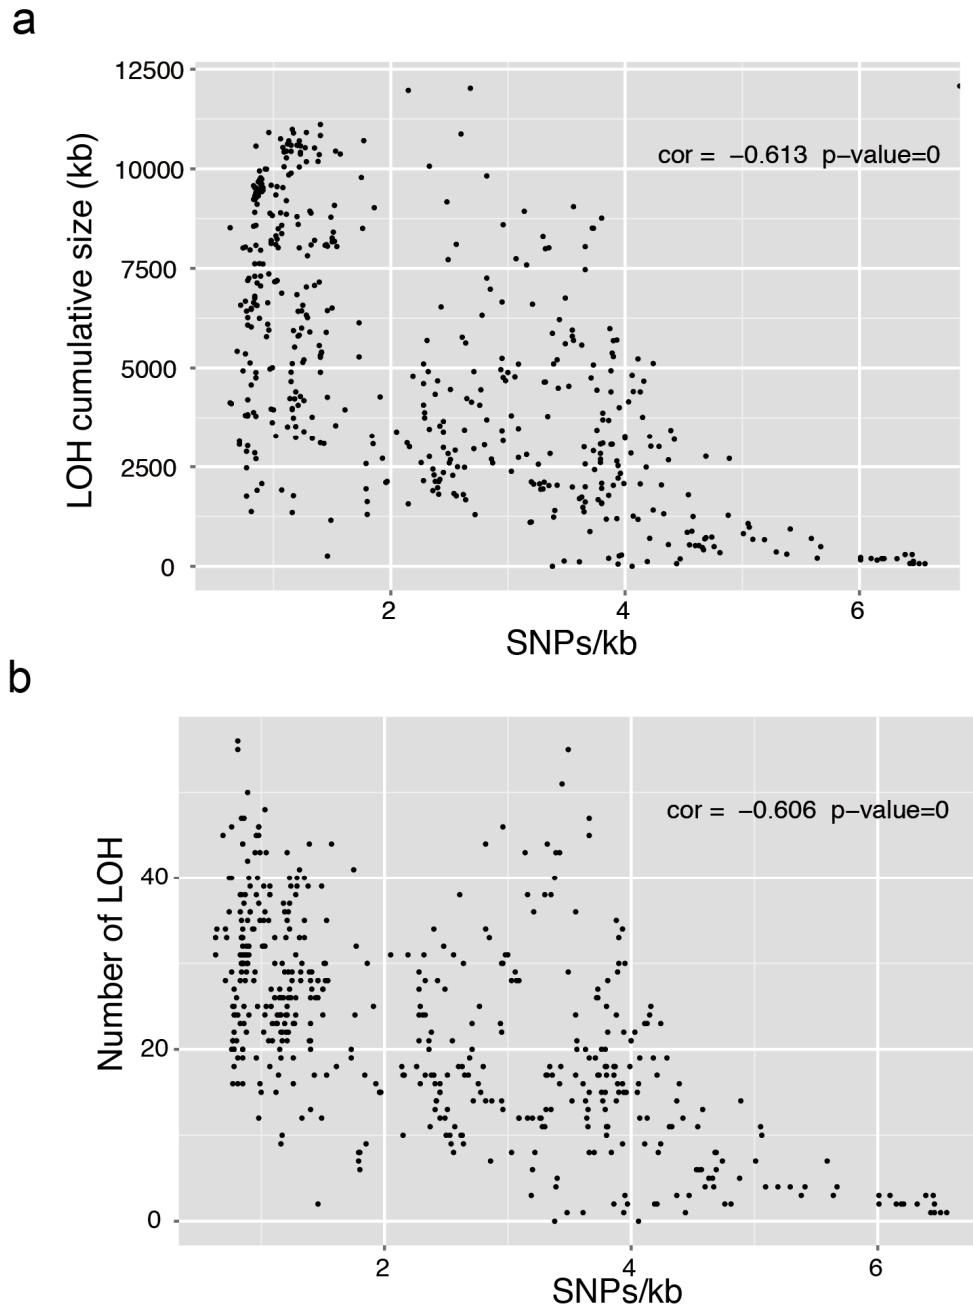 a
12500
10000
7500
5000
2500
0
LOH cumulative size (kb)
cor = −0.613 p−value=0
2 4 6
SNPs/kb
b
40
20
0
Number of LOH
cor = −0.606 p−value=0
2 4 6
SNPs/kb